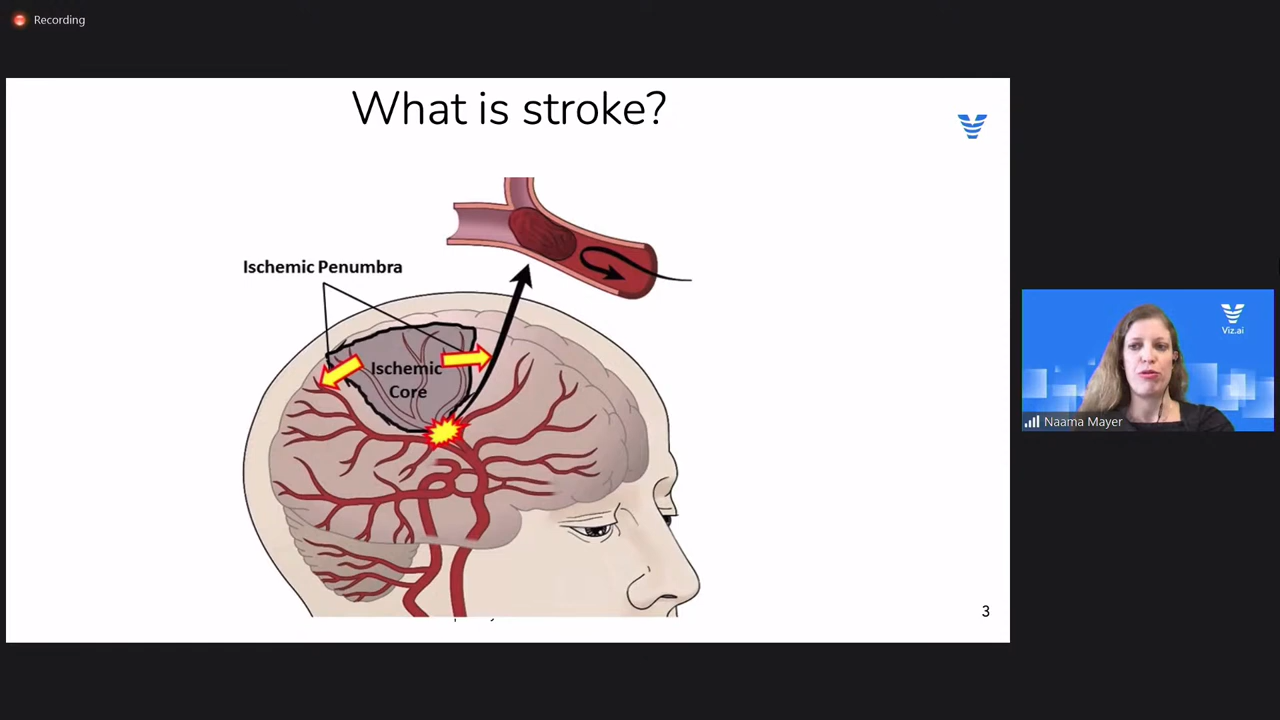 Recording
What is stroke?
Ischemic Penumbra
Ischemic
Core
Viz.ai
Naama Mayer
3